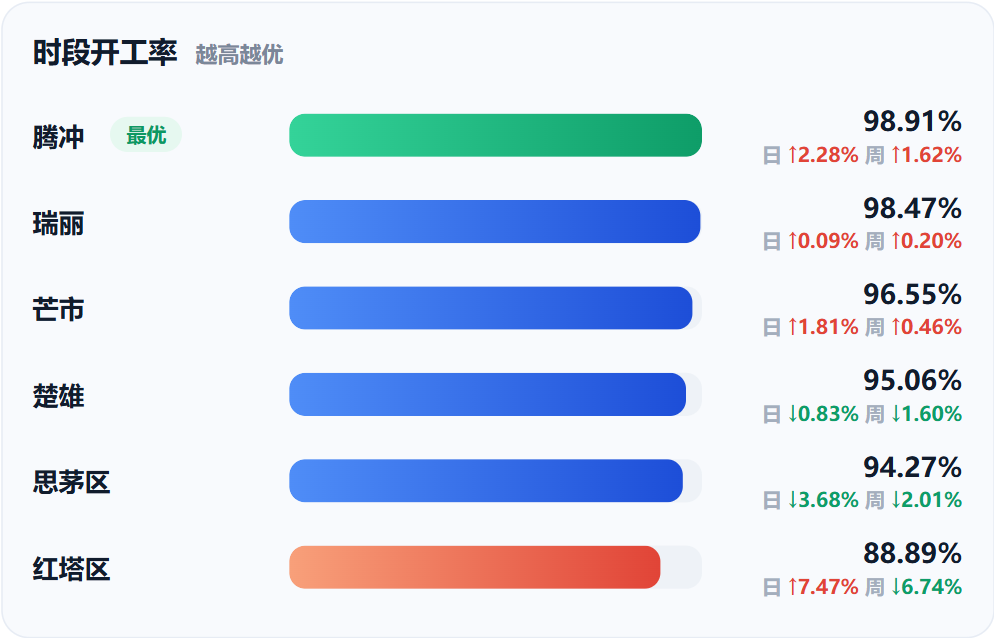 时段开工率 越高越优
腾冲 最优 98.91%
日 ↑2.28% 周 ↑1.62%
瑞丽 98.47%
日 ↑0.09% 周 ↑0.20%
芒市 96.55%
日 ↑1.81% 周 ↑0.46%
楚雄 95.06%
日 ↓0.83% 周 ↓1.60%
思茅区 94.27%
日 ↓3.68% 周 ↓2.01%
红塔区 88.89%
日 ↑7.47% 周 ↓6.74%